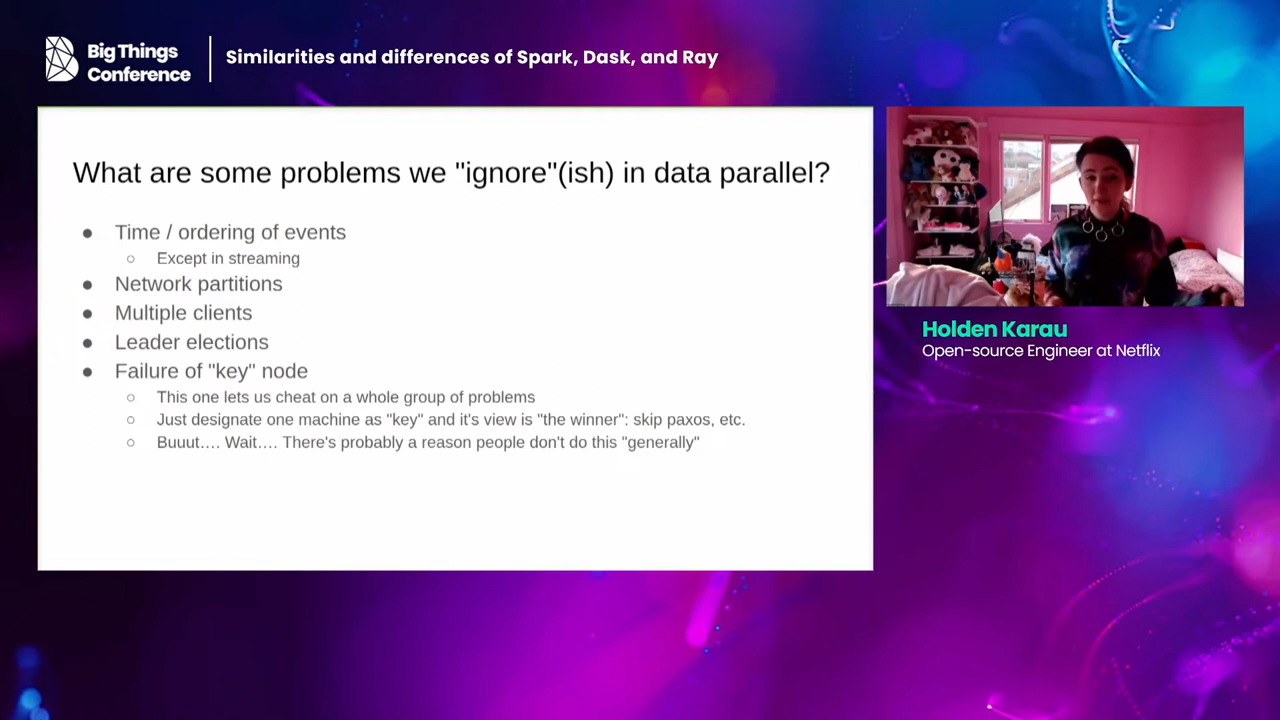 Big Things
Conference
Similarities and differences of Spark, Dask, and Ray
What are some problems we "ignore"(ish) in data parallel?
● Time / ordering of events
○ Except in streaming
● Network partitions
● Multiple clients
● Leader elections
● Failure of "key" node
○ This one lets us cheat on a whole group of problems
○ Just designate one machine as "key" and it's view is "the winner": skip paxos, etc.
○ Buuut…. Wait…. There's probably a reason people don't do this "generally"
Holden Karau
Open-source Engineer at Netflix